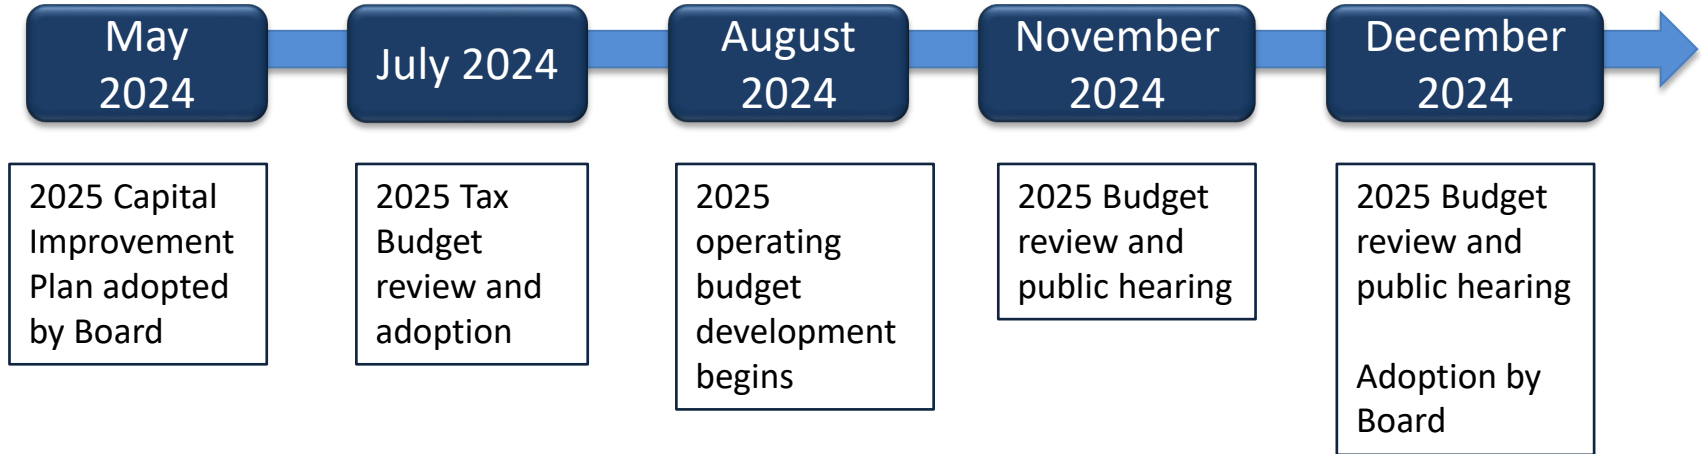 May
2024
July 2024
August
2024
November
2024
December
2024
2025 Capital
Improvement
Plan adopted
by Board
2025 Tax
Budget
review and
adoption
2025
operating
budget
development
begins
2025 Budget
review and
public hearing
2025 Budget
review and
public hearing
Adoption by
Board